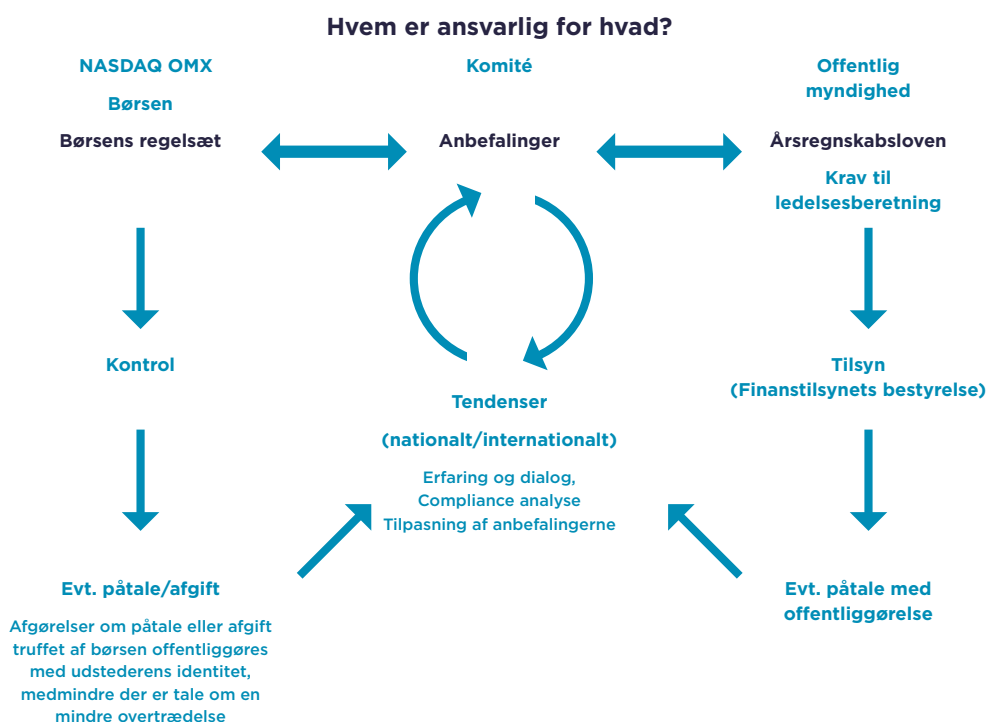 Hvem er ansvarlig for hvad?
NASDAQ OMX
Børsen
Børsens regelsæt
Kontrol
Evt. påtale/afgift
Afgørelser om påtale eller afgift
truffet af børsen offentliggøres
med udstederens identitet,
medmindre der er tale om en
mindre overtrædelse
Komité
Anbefalinger
Tendenser
(nationalt/internationalt)
Erfaring og dialog,
Compliance analyse
Tilpasning af anbefalingerne
Offentlig
myndighed
Årsregnskabsloven
Krav til
ledelsesberetning
Tilsyn
(Finanstilsynets bestyrelse)
Evt. påtale med
offentliggørelse